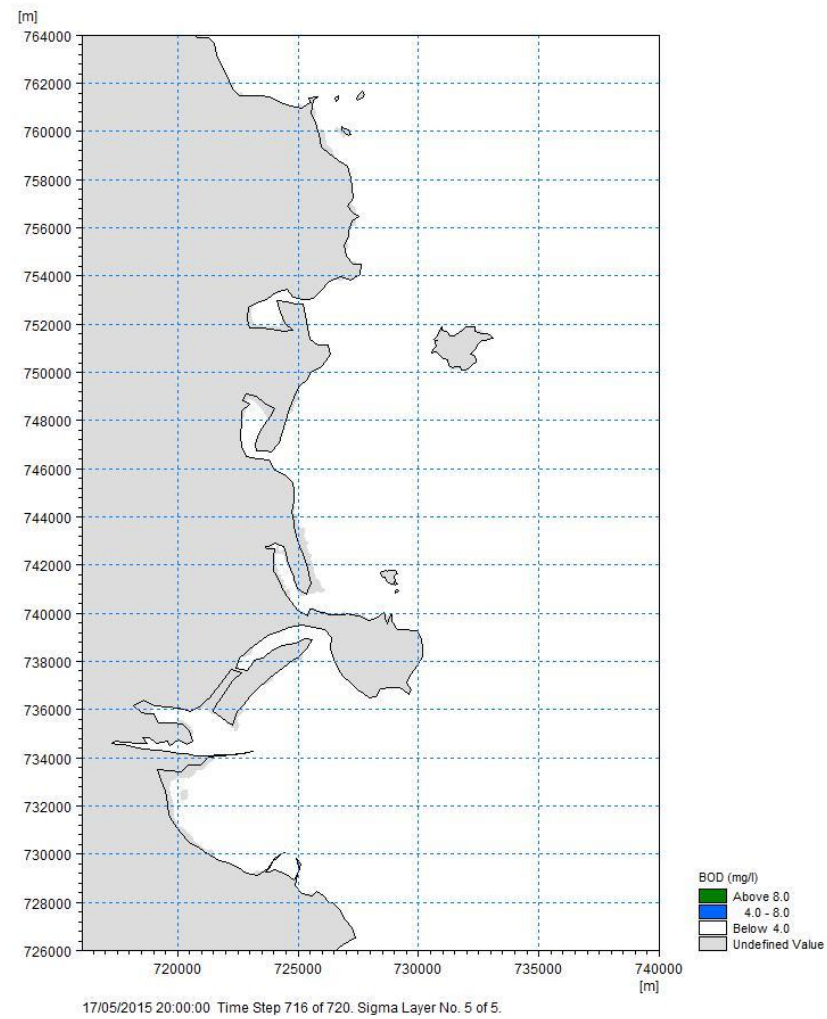 [m]
764000
762000
760000
758000
756000
754000
752000
750000
748000
746000
744000
742000
740000
738000
736000
734000
732000
730000
728000
726000
720000 725000 730000 735000 740000
[m]
BOD (mg/l)
Above 8.0
4.0 - 8.0
Below 4.0
Undefined Value
17/05/2015 20:00:00 Time Step 716 of 720. Sigma Layer No. 5 of 5.